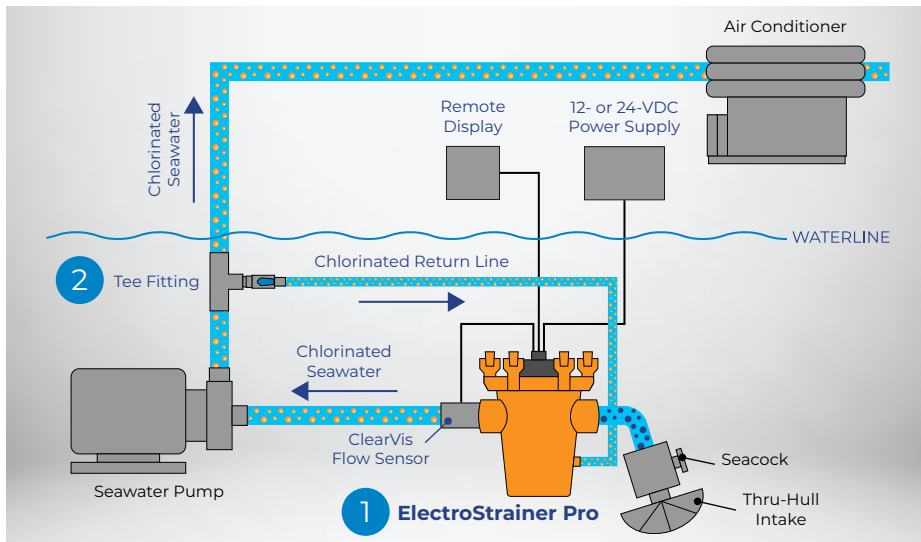 Air Conditioner
Remote
Display
12- or 24-VDC
Power Supply
Chlorinated
Seawater
WATERLINE
2
Tee Fitting
Chlorinated Return Line
Chlorinated
Seawater
ClearVis
Flow Sensor
Seawater Pump
Seacock
Thru-Hull
Intake
1
ElectroStrainer Pro